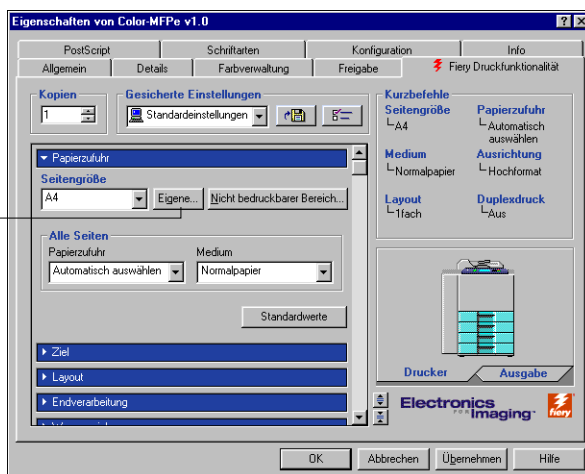 Eigenschaften von Color-MFPe v1.0
PostScript
Schriftarten
Konfiguration
Info
Allgemein
Details
Farbverwaltung
Freigabe
Fiery Druckfunktionalität
Kopien
1
Gesicherte Einstellungen
Standardeinstellungen
Papierzufuhr
Seitengröße
A4
Eigene...
Nicht bedruckbarer Bereich...
Alle Seiten
Papierzufuhr
Automatisch auswählen
Medium
Normalpapier
Standardwerte
Ziel
Layout
Endverarbeitung
Kurzbefehle
Seitengröße
A4
Papierzufuhr
Automatisch
auswählen
Medium
Normalpapier
Ausrichtung
Hochformat
Layout
1fach
Duplexdruck
Aus
Drucker
Ausgabe
Electronics
FOR Imaging
fiery
OK
Abbrechen
Übernehmen
Hilfe